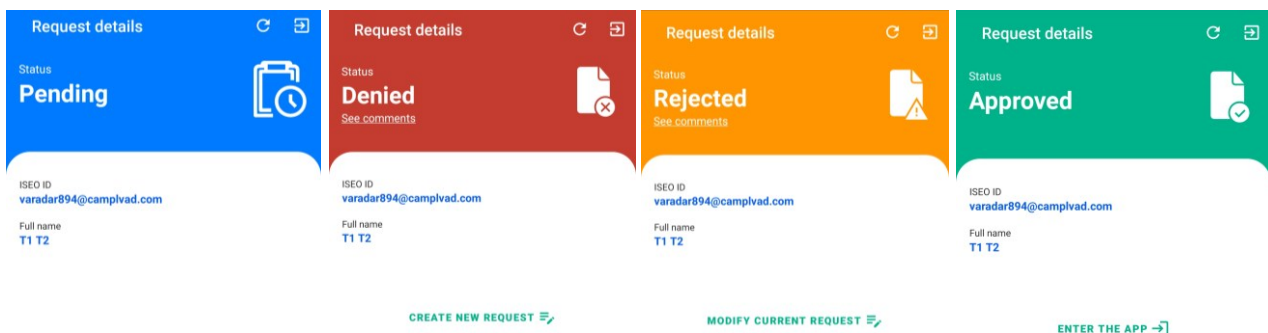 Request details
Status
Pending
ISEO ID
varadar894@camplvad.com
Full name
T1 T2
Request details
Status
Denied
See comments
ISEO ID
varadar894@camplvad.com
Full name
T1 T2
CREATE NEW REQUEST
Request details
Status
Rejected
See comments
ISEO ID
varadar894@camplvad.com
Full name
T1 T2
MODIFY CURRENT REQUEST
Request details
Status
Approved
ISEO ID
varadar894@camplvad.com
Full name
T1 T2
ENTER THE APP